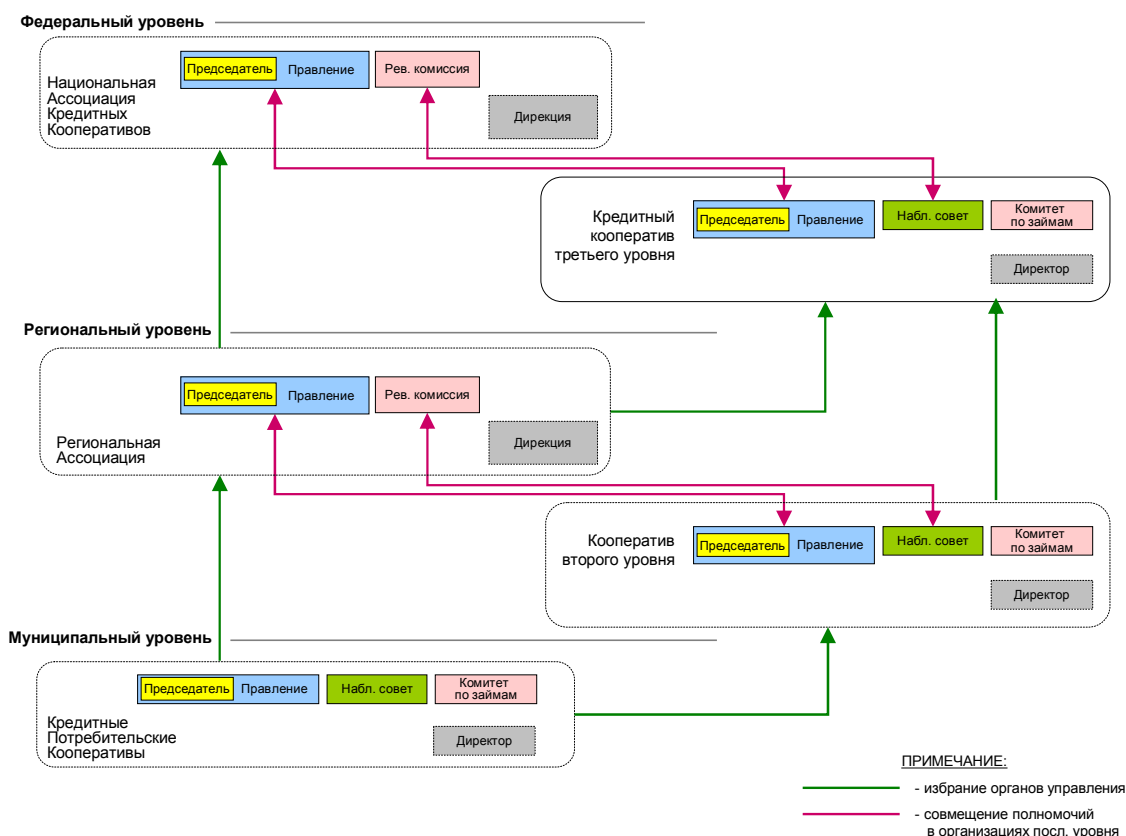 Федеральный уровень
Председатель
Правление
Рев. комиссия
Национальная
Ассоциация
Кредитных
Кооперативов
Дирекция
Кредитный
кооператив
третьего уровня
Председатель
Правление
Набл. совет
Комитет
по займам
Директор
Региональный уровень
Председатель
Правление
Рев. комиссия
Региональная
Ассоциация
Дирекция
Кооператив
второго уровня
Председатель
Правление
Набл. совет
Комитет
по займам
Директор
Муниципальный уровень
Председатель
Правление
Набл. совет
Комитет
по займам
Кредитные
Потребительские
Кооперативы
Директор
ПРИМЕЧАНИЕ:
- избрание органов управления
- совмещение полномочий
в организациях посл. уровня